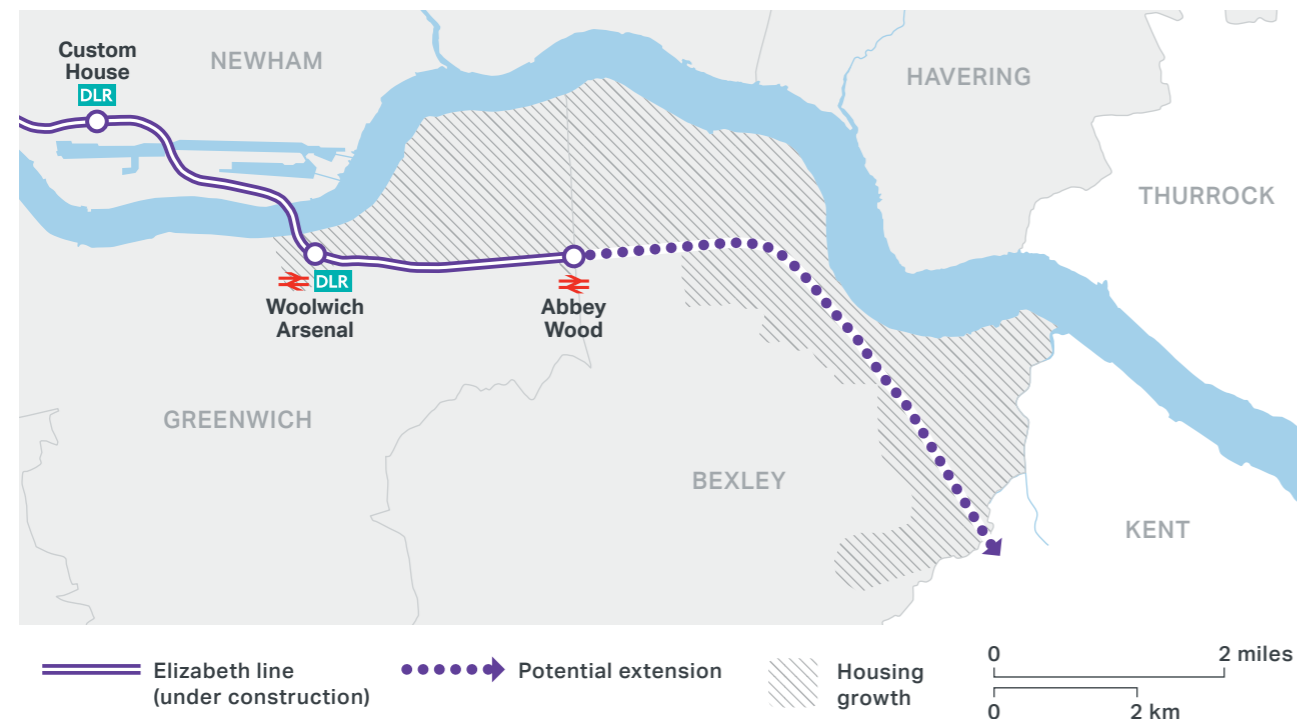 Custom
House
DLR
NEWHAM
HAVERING
THURROCK
DLR
Woolwich
Arsenal
Abbey
Wood
GREENWICH
BEXLEY
KENT
Elizabeth line
(under construction)
Potential extension
Housing
growth
0 2 miles
0 2 km